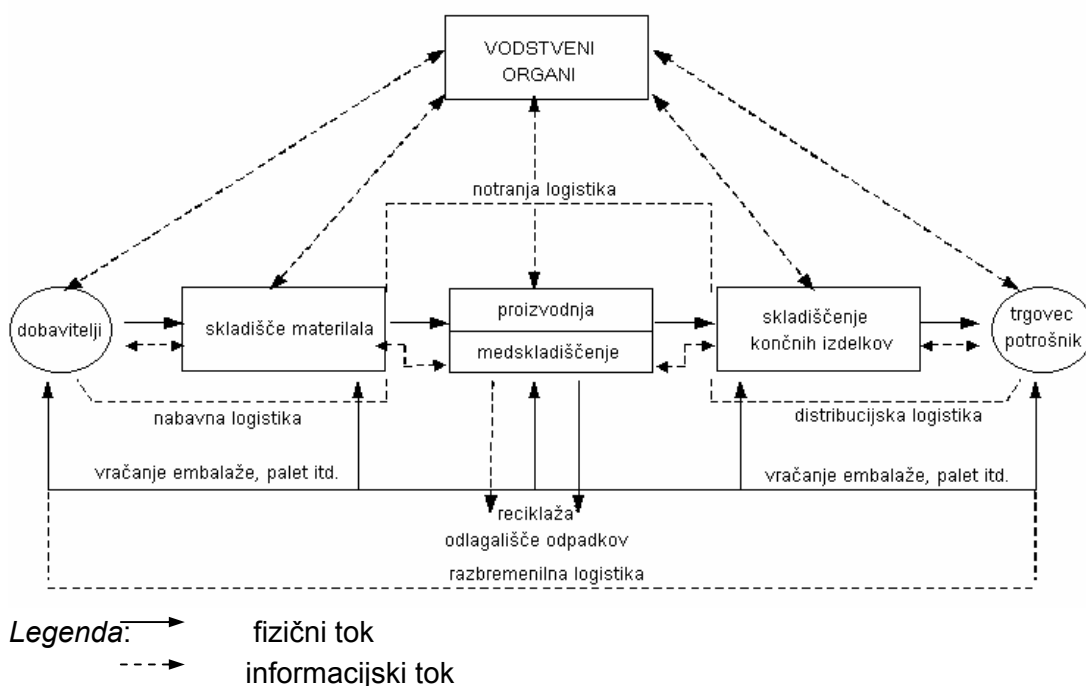 VODSTVENI
ORGANI
notranja logistika
dobavitelji
skladišče materilala
proizvodnja
medskladiščenje
skladiščenje
končnih izdelkov
trgovec
potrošnik
nabavna logistika
distribucijska logistika
vračanje embalaže, palet itd.
vračanje embalaže, palet itd.
reciklaža
odlagališče odpadkov
razbremenilna logistika
Legenda: fizični tok
informacijski tok